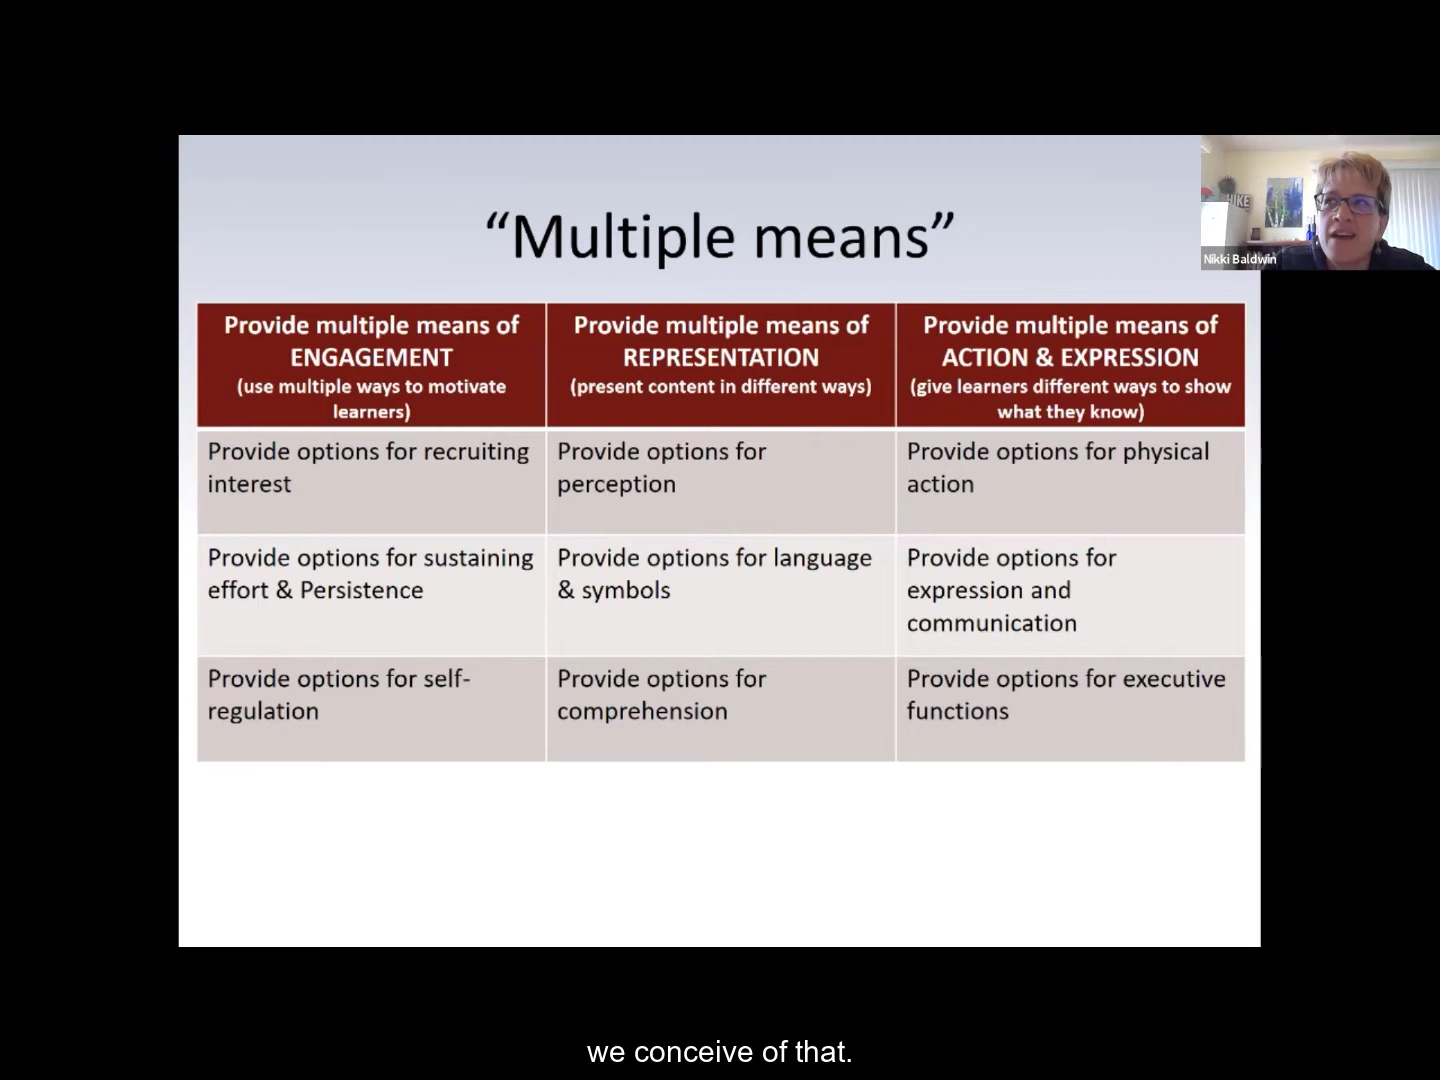 “Multiple means”
HIKE
Nikki Baldwin
Provide multiple means of
ENGAGEMENT
(use multiple ways to motivate
learners)
Provide multiple means of
REPRESENTATION
(present content in different ways)
Provide multiple means of
ACTION & EXPRESSION
(give learners different ways to show
what they know)
Provide options for recruiting
interest
Provide options for
perception
Provide options for physical
action
Provide options for sustaining
effort & Persistence
Provide options for language
& symbols
Provide options for
expression and
communication
Provide options for self-
regulation
Provide options for
comprehension
Provide options for executive
functions
we conceive of that.